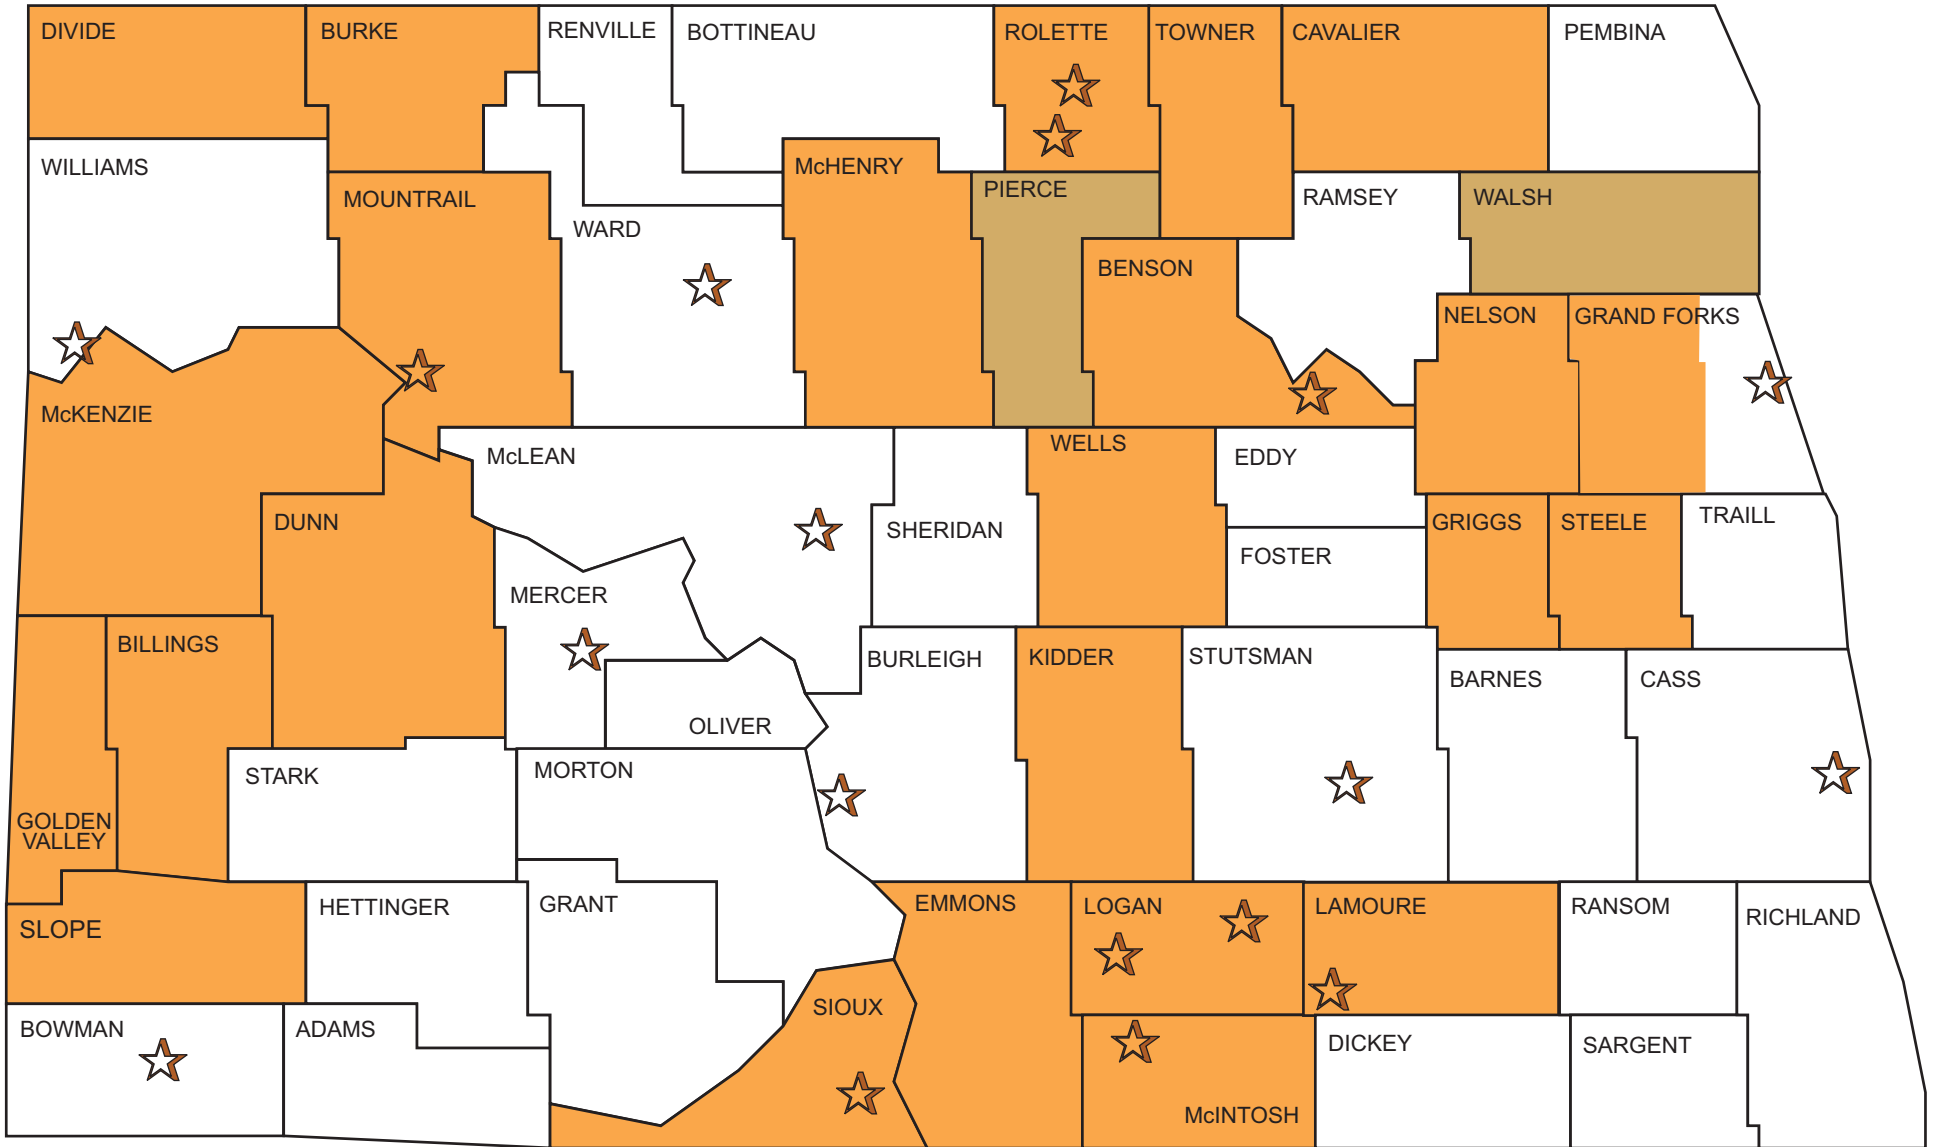 DIVIDE
BURKE
RENVILLE
BOTTINEAU
ROLETTE
TOWNER
CAVALIER
PEMBINA
WILLIAMS
McHENRY
MOUNTRAIL
PIERCE
RAMSEY
WALSH
WARD
BENSON
NELSON
GRAND FORKS
McKENZIE
McLEAN
WELLS
EDDY
DUNN
SHERIDAN
GRIGGS
STEELE
TRAILL
FOSTER
MERCER
BILLINGS
BURLEIGH
KIDDER
STUTSMAN
BARNES
CASS
OLIVER
STARK
MORTON
GOLDEN
VALLEY
SLOPE
HETTINGER
GRANT
EMMONS
LOGAN
LAMOURE
RANSOM
RICHLAND
SIOUX
BOWMAN
ADAMS
DICKEY
SARGENT
McINTOSH